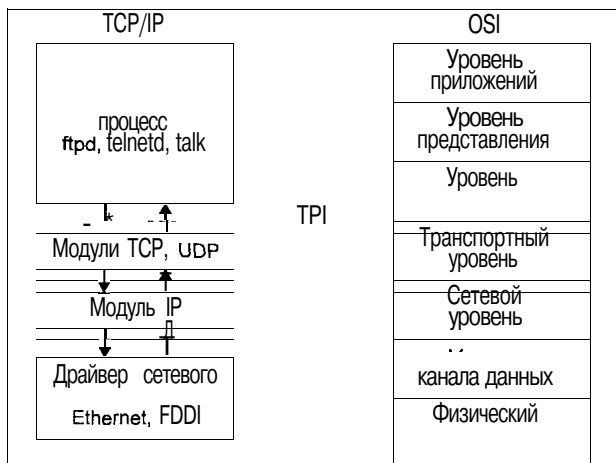 TCP/IP
OSI
процесс
ftpd, telnetd, talk
Модули TCP, UDP
Модуль IP
Драйвер сетевого
Ethernet, FDDI
TPI
Уровень
приложений
Уровень
представления
Уровень
Транспортный
уровень
Сетевой
уровень
канала данных
Физический